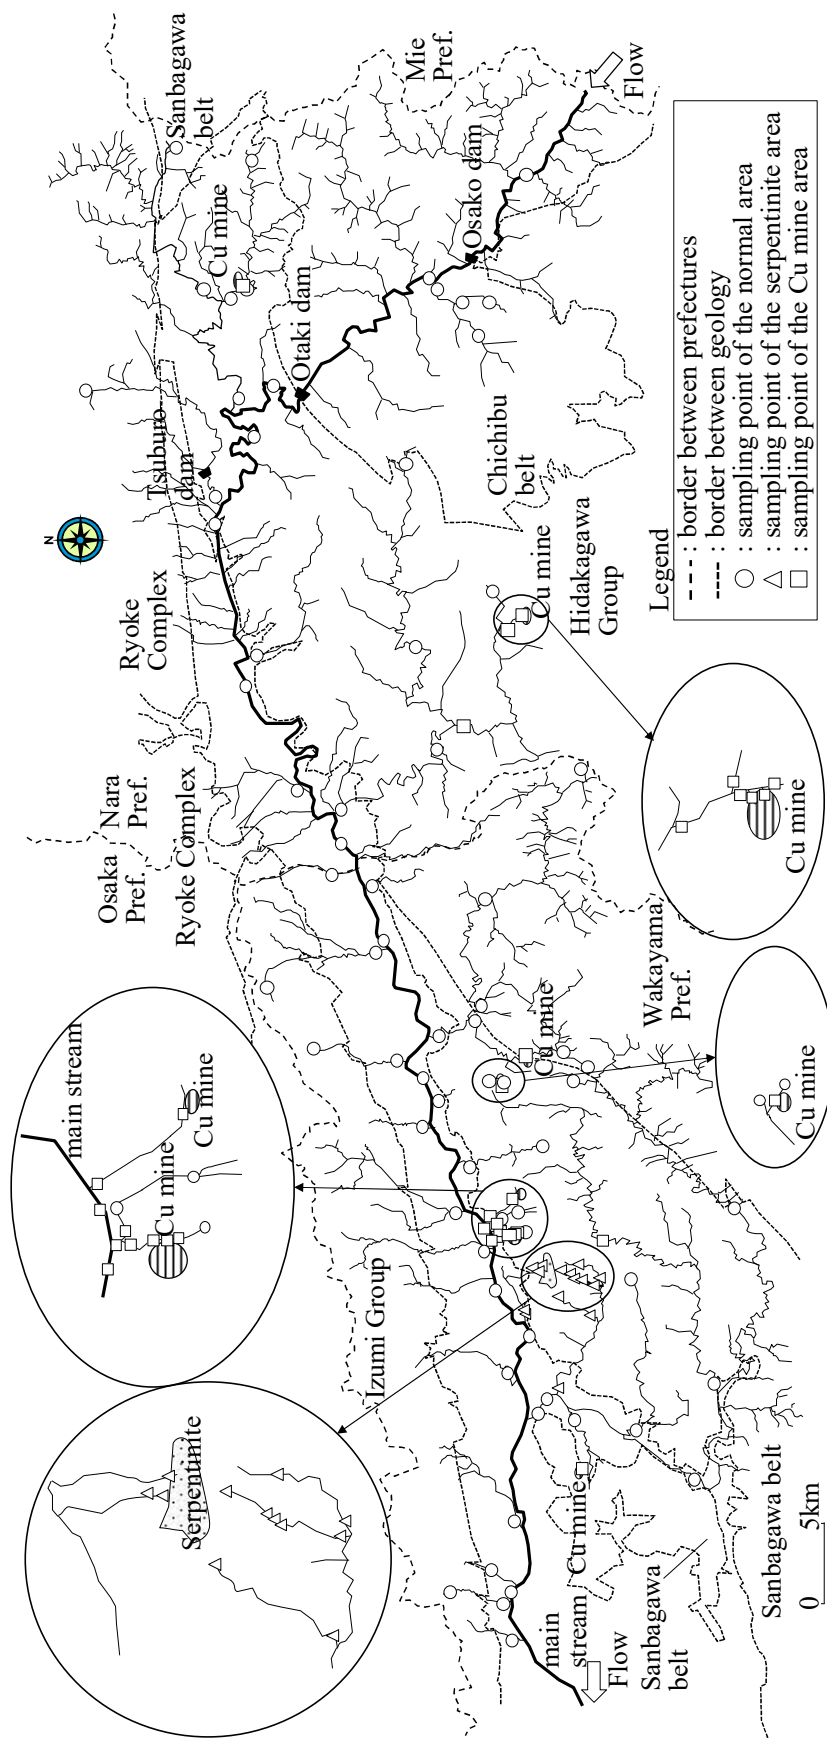 Sanbagawa
belt
Mie
Pref.
Flow
Cu mine
Osako dam
Otaki dam
Tsuburo
dam
Chichibu
belt
N
Ryoke
Complex
Cu mine
Hidakagawa
Group
Legend
: border between prefectures
: border between geology
: sampling point of the normal area
: sampling point of the serpentinite area
: sampling point of the Cu mine area
Nara
Pref.
Osaka
Pref.
Ryoke Complex
Cu mine
Wakayama
Pref.
Cu mine
Cu mine
main stream
Cu mine
Cu mine
Izumi Group
Serpentinite
main
stream
Cu mine
Flow
Sanbagawa
belt
Sanbagawa belt
0
5km